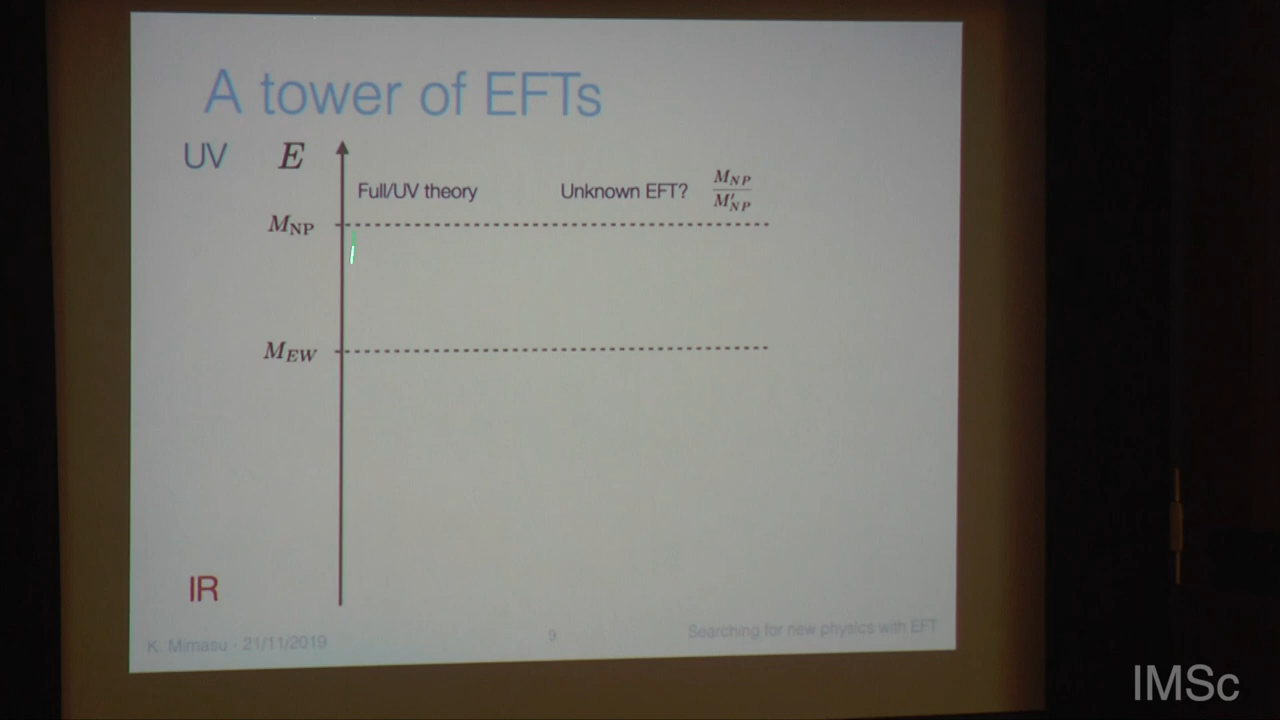 A tower of EFTs
UV E
Full/UV theory Unknown EFT? M_NP/M'_NP
M_NP
M_EW
IR
K. Mimasu - 21/11/2019 9 Searching for new physics with EFT
IMSc